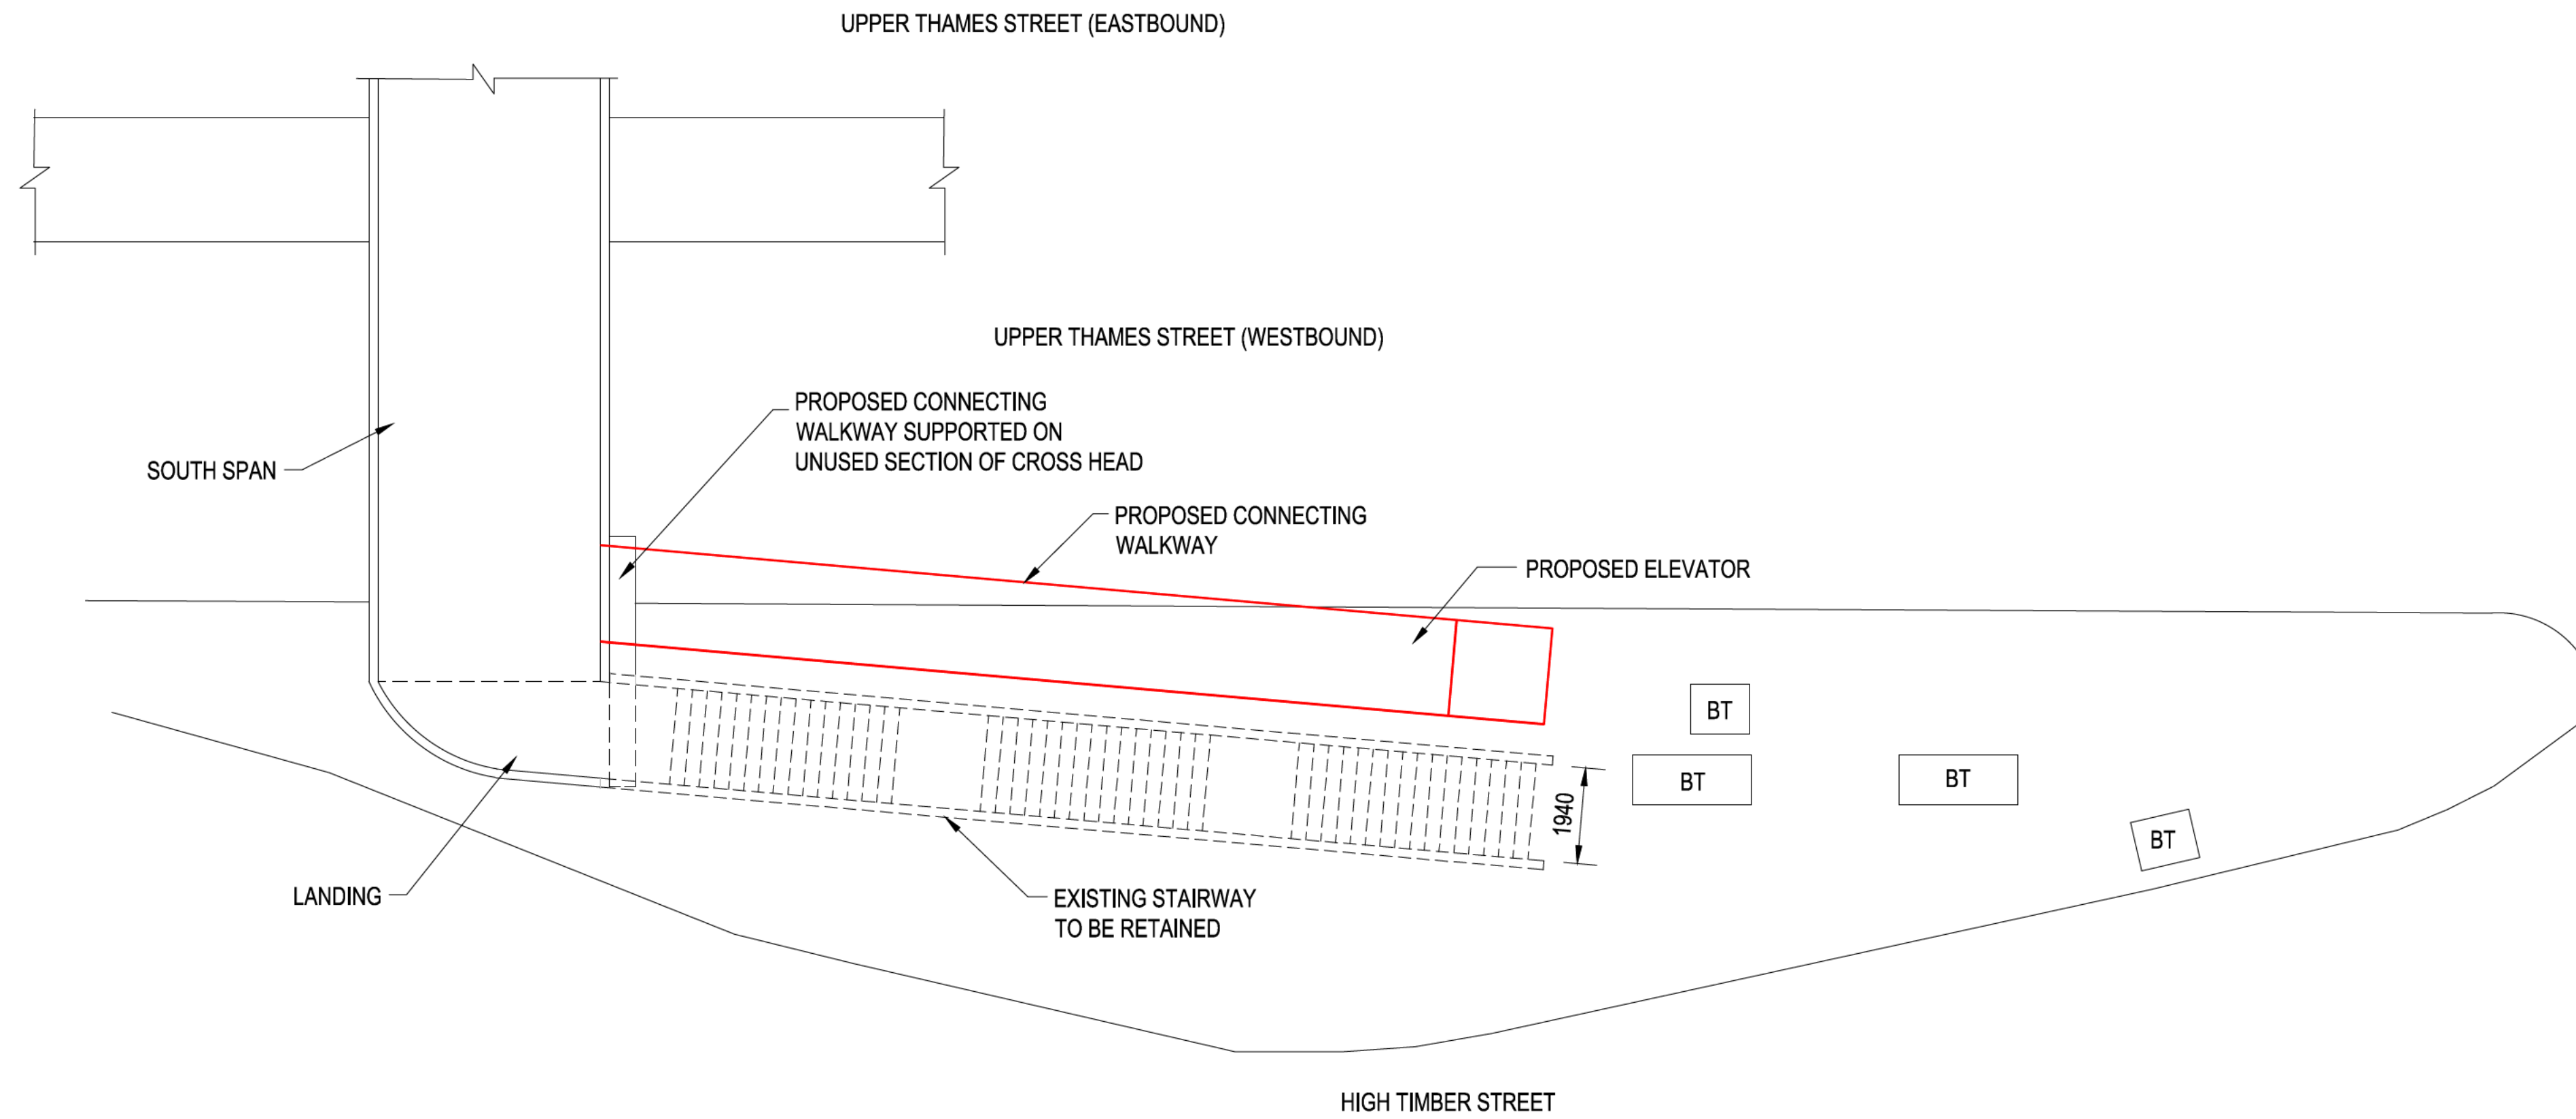 UPPER THAMES STREET (EASTBOUND)
UPPER THAMES STREET (WESTBOUND)
PROPOSED CONNECTING
WALKWAY SUPPORTED ON
UNUSED SECTION OF CROSS HEAD
SOUTH SPAN
PROPOSED CONNECTING
WALKWAY
PROPOSED ELEVATOR
BT
BT
BT
BT
1940
LANDING
EXISTING STAIRWAY
TO BE RETAINED
HIGH TIMBER STREET